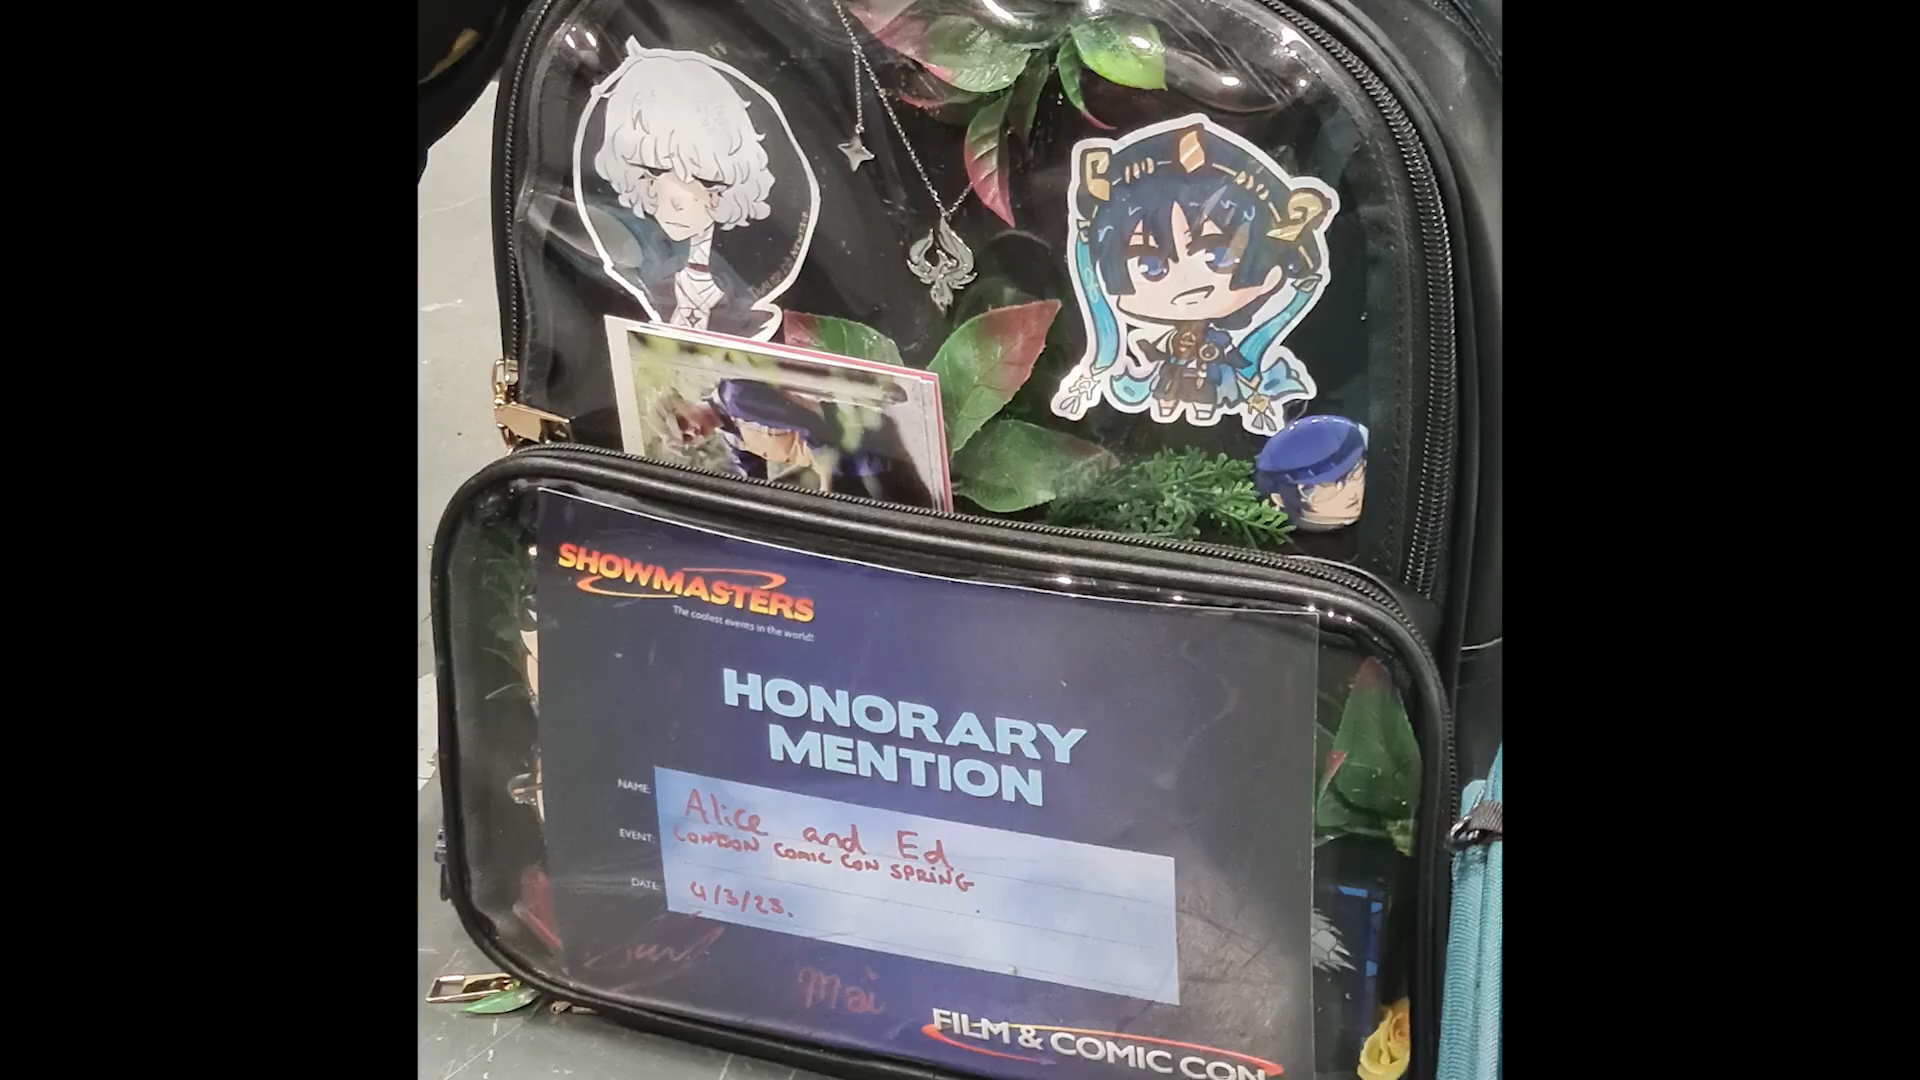 SHOWMASTERS
The coolest events in the world!
HONORARY
MENTION
NAME: Alice and Ed
EVENT: LONDON COMIC CON SPRING
DATE: 4/3/23.
Mai
FILM & COMIC CON